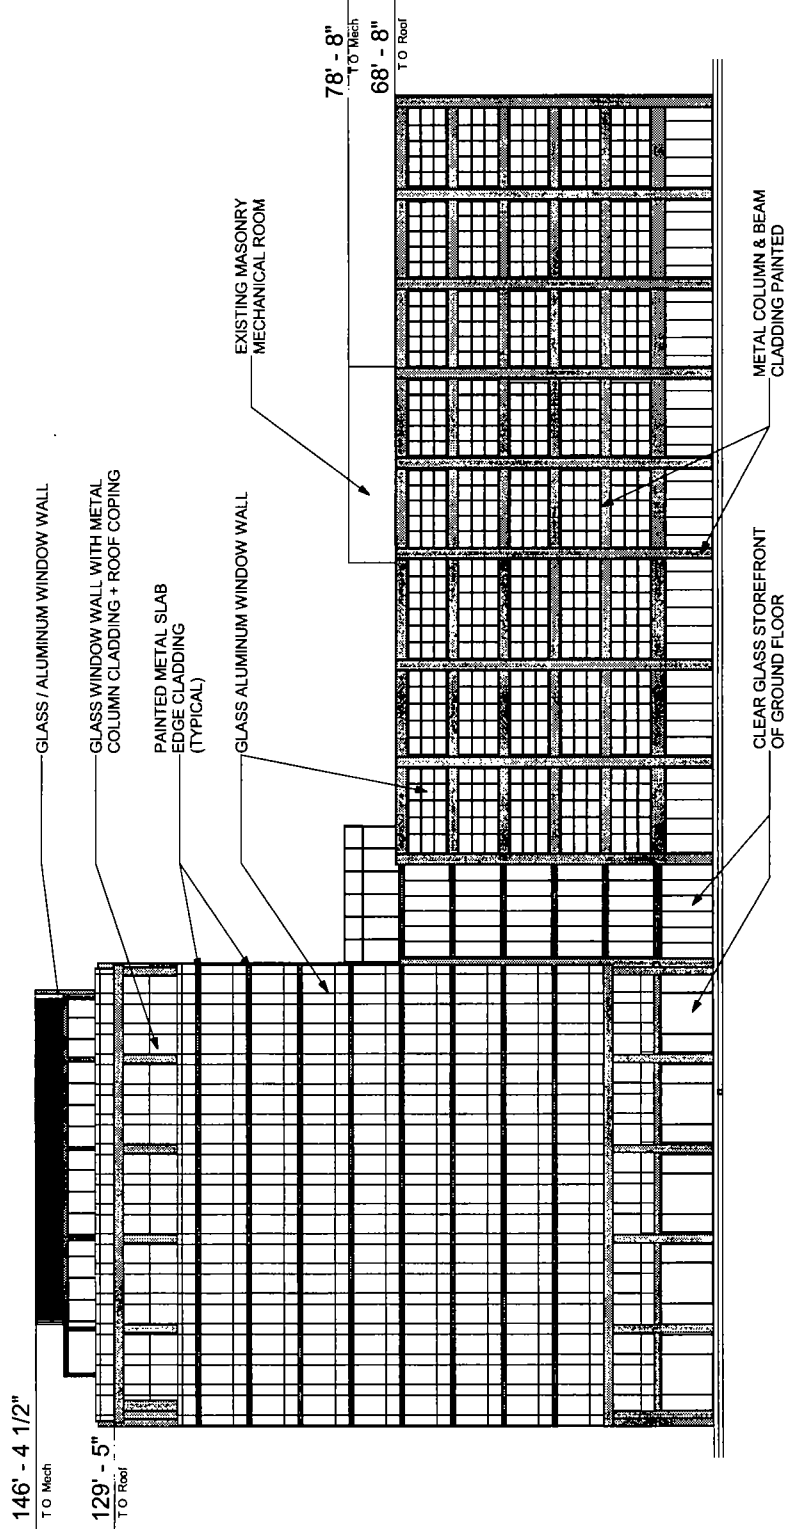 146' - 4 1/2"
T O Mech
129' - 5"
T O Roof
GLASS / ALUMINUM WINDOW WALL
GLASS WINDOW WALL WITH METAL
COLUMN CLADDING + ROOF COPING
PAINTED METAL SLAB
EDGE CLADDING
(TYPICAL)
GLASS ALUMINUM WINDOW WALL
EXISTING MASONRY
MECHANICAL ROOM
78' - 8"
T O Mech
68' - 8"
T O Roof
CLEAR GLASS STOREFRONT
OF GROUND FLOOR
METAL COLUMN & BEAM
CLADDING PAINTED